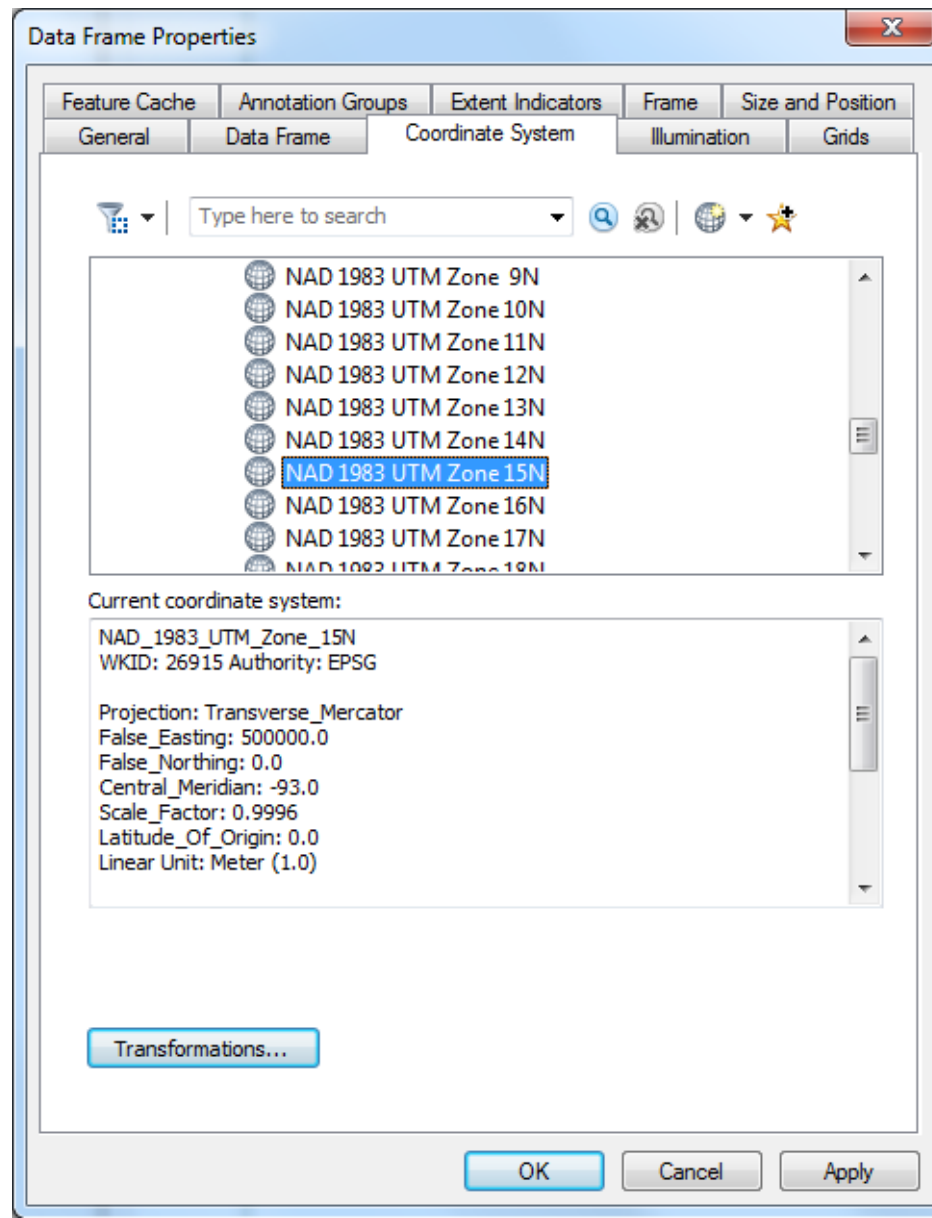 Data Frame Properties
Feature Cache Annotation Groups Extent Indicators Frame Size and Position
General Data Frame Coordinate System Illumination Grids
Type here to search
NAD 1983 UTM Zone 9N
NAD 1983 UTM Zone 10N
NAD 1983 UTM Zone 11N
NAD 1983 UTM Zone 12N
NAD 1983 UTM Zone 13N
NAD 1983 UTM Zone 14N
NAD 1983 UTM Zone 15N
NAD 1983 UTM Zone 16N
NAD 1983 UTM Zone 17N
NAD 1983 UTM Zone 18N
Current coordinate system:
NAD_1983_UTM_Zone_15N
WKID: 26915 Authority: EPSG
Projection: Transverse_Mercator
False_Easting: 500000.0
False_Northing: 0.0
Central_Meridian: -93.0
Scale_Factor: 0.9996
Latitude_Of_Origin: 0.0
Linear Unit: Meter (1.0)
Transformations...
OK Cancel Apply